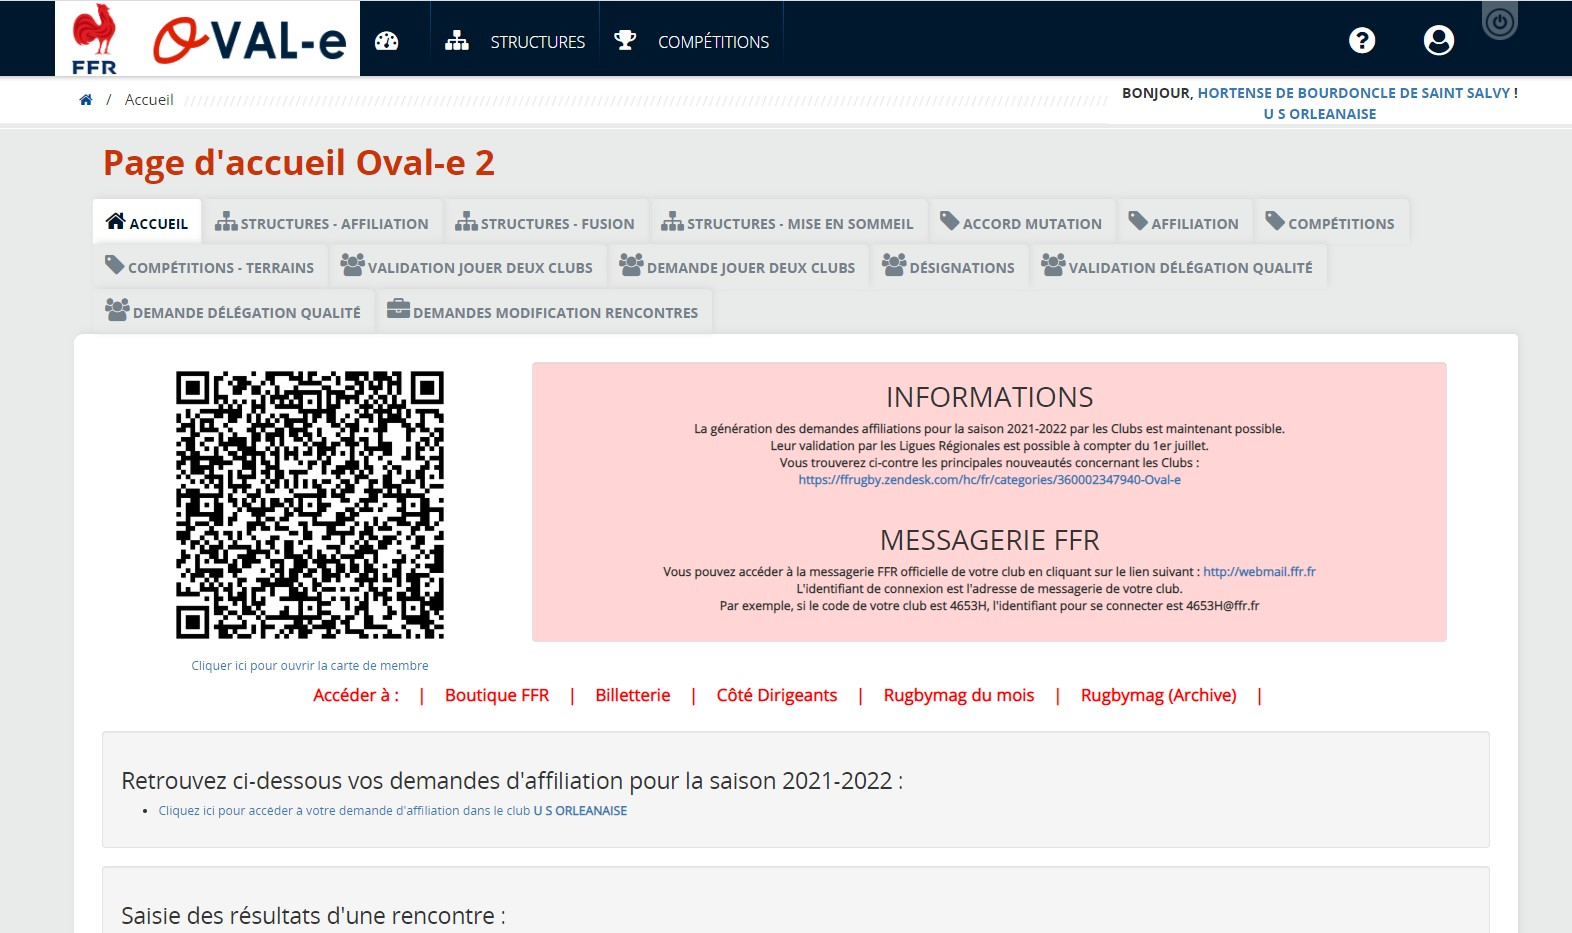 FFR
OVAL-e
STRUCTURES
COMPÉTITIONS
/ Accueil
BONJOUR, HORTENSE DE BOURDONCLE DE SAINT SALVY !
U S ORLEANAISE
Page d'accueil Oval-e 2
ACCUEIL
STRUCTURES - AFFILIATION
STRUCTURES - FUSION
STRUCTURES - MISE EN SOMMEIL
ACCORD MUTATION
AFFILIATION
COMPÉTITIONS
COMPÉTITIONS - TERRAINS
VALIDATION JOUER DEUX CLUBS
DEMANDE JOUER DEUX CLUBS
DÉSIGNATIONS
VALIDATION DÉLÉGATION QUALITÉ
DEMANDE DÉLÉGATION QUALITÉ
DEMANDES MODIFICATION RENCONTRES
INFORMATIONS
La génération des demandes affiliations pour la saison 2021-2022 par les Clubs est maintenant possible.
Leur validation par les Ligues Régionales est possible à compter du 1er juillet.
Vous trouverez ci-contre les principales nouveautés concernant les Clubs :
https://ffrugby.zendesk.com/hc/fr/categories/360002347940-Oval-e
MESSAGERIE FFR
Vous pouvez accéder à la messagerie FFR officielle de votre club en cliquant sur le lien suivant : http://webmail.ffr.fr
L'identifiant de connexion est l'adresse de messagerie de votre club.
Par exemple, si le code de votre club est 4653H, l'identifiant pour se connecter est 4653H@ffr.fr
Cliquer ici pour ouvrir la carte de membre
Accéder à : | Boutique FFR | Billetterie | Côté Dirigeants | Rugbymag du mois | Rugbymag (Archive) |
Retrouvez ci-dessous vos demandes d'affiliation pour la saison 2021-2022 :
• Cliquez ici pour accéder à votre demande d'affiliation dans le club U S ORLEANAISE
Saisie des résultats d'une rencontre :